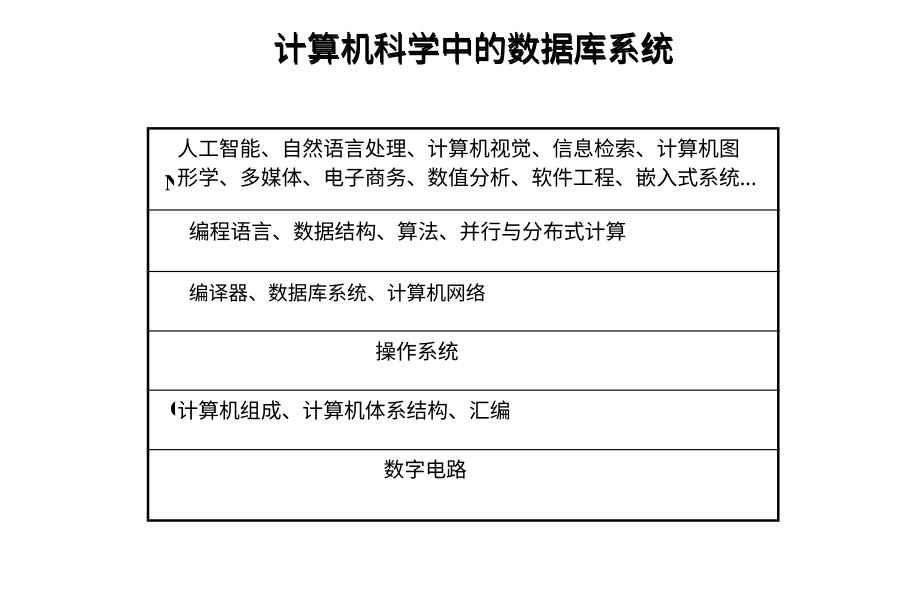 计算机科学中的数据库系统
人工智能、自然语言处理、计算机视觉、信息检索、计算机图
形学、多媒体、电子商务、数值分析、软件工程、嵌入式系统...
编程语言、数据结构、算法、并行与分布式计算
编译器、数据库系统、计算机网络
操作系统
计算机组成、计算机体系结构、汇编
数字电路